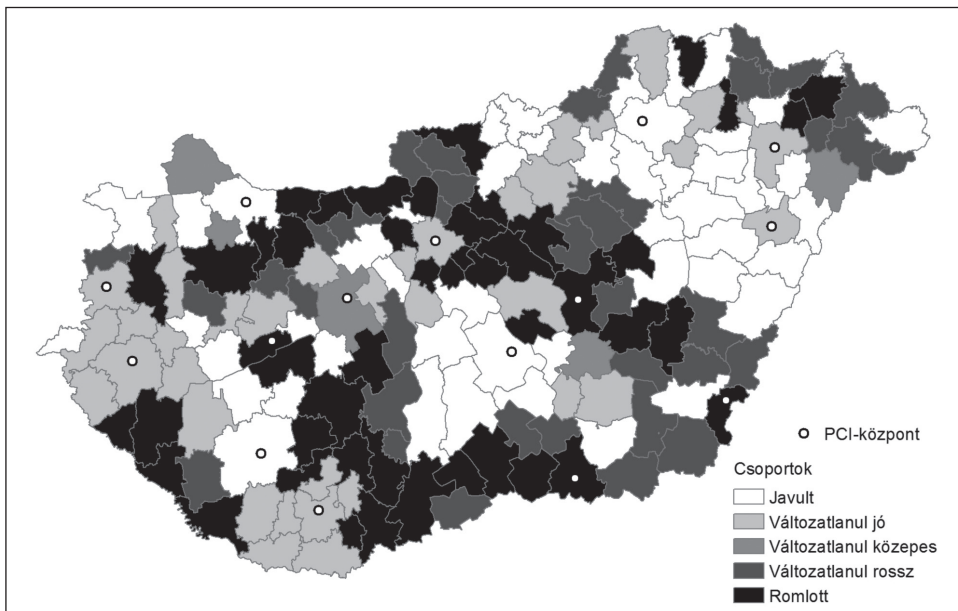 PCI-központ
Csoportok
Javult
Változatlanul jó
Változatlanul közepes
Változatlanul rossz
Romlott